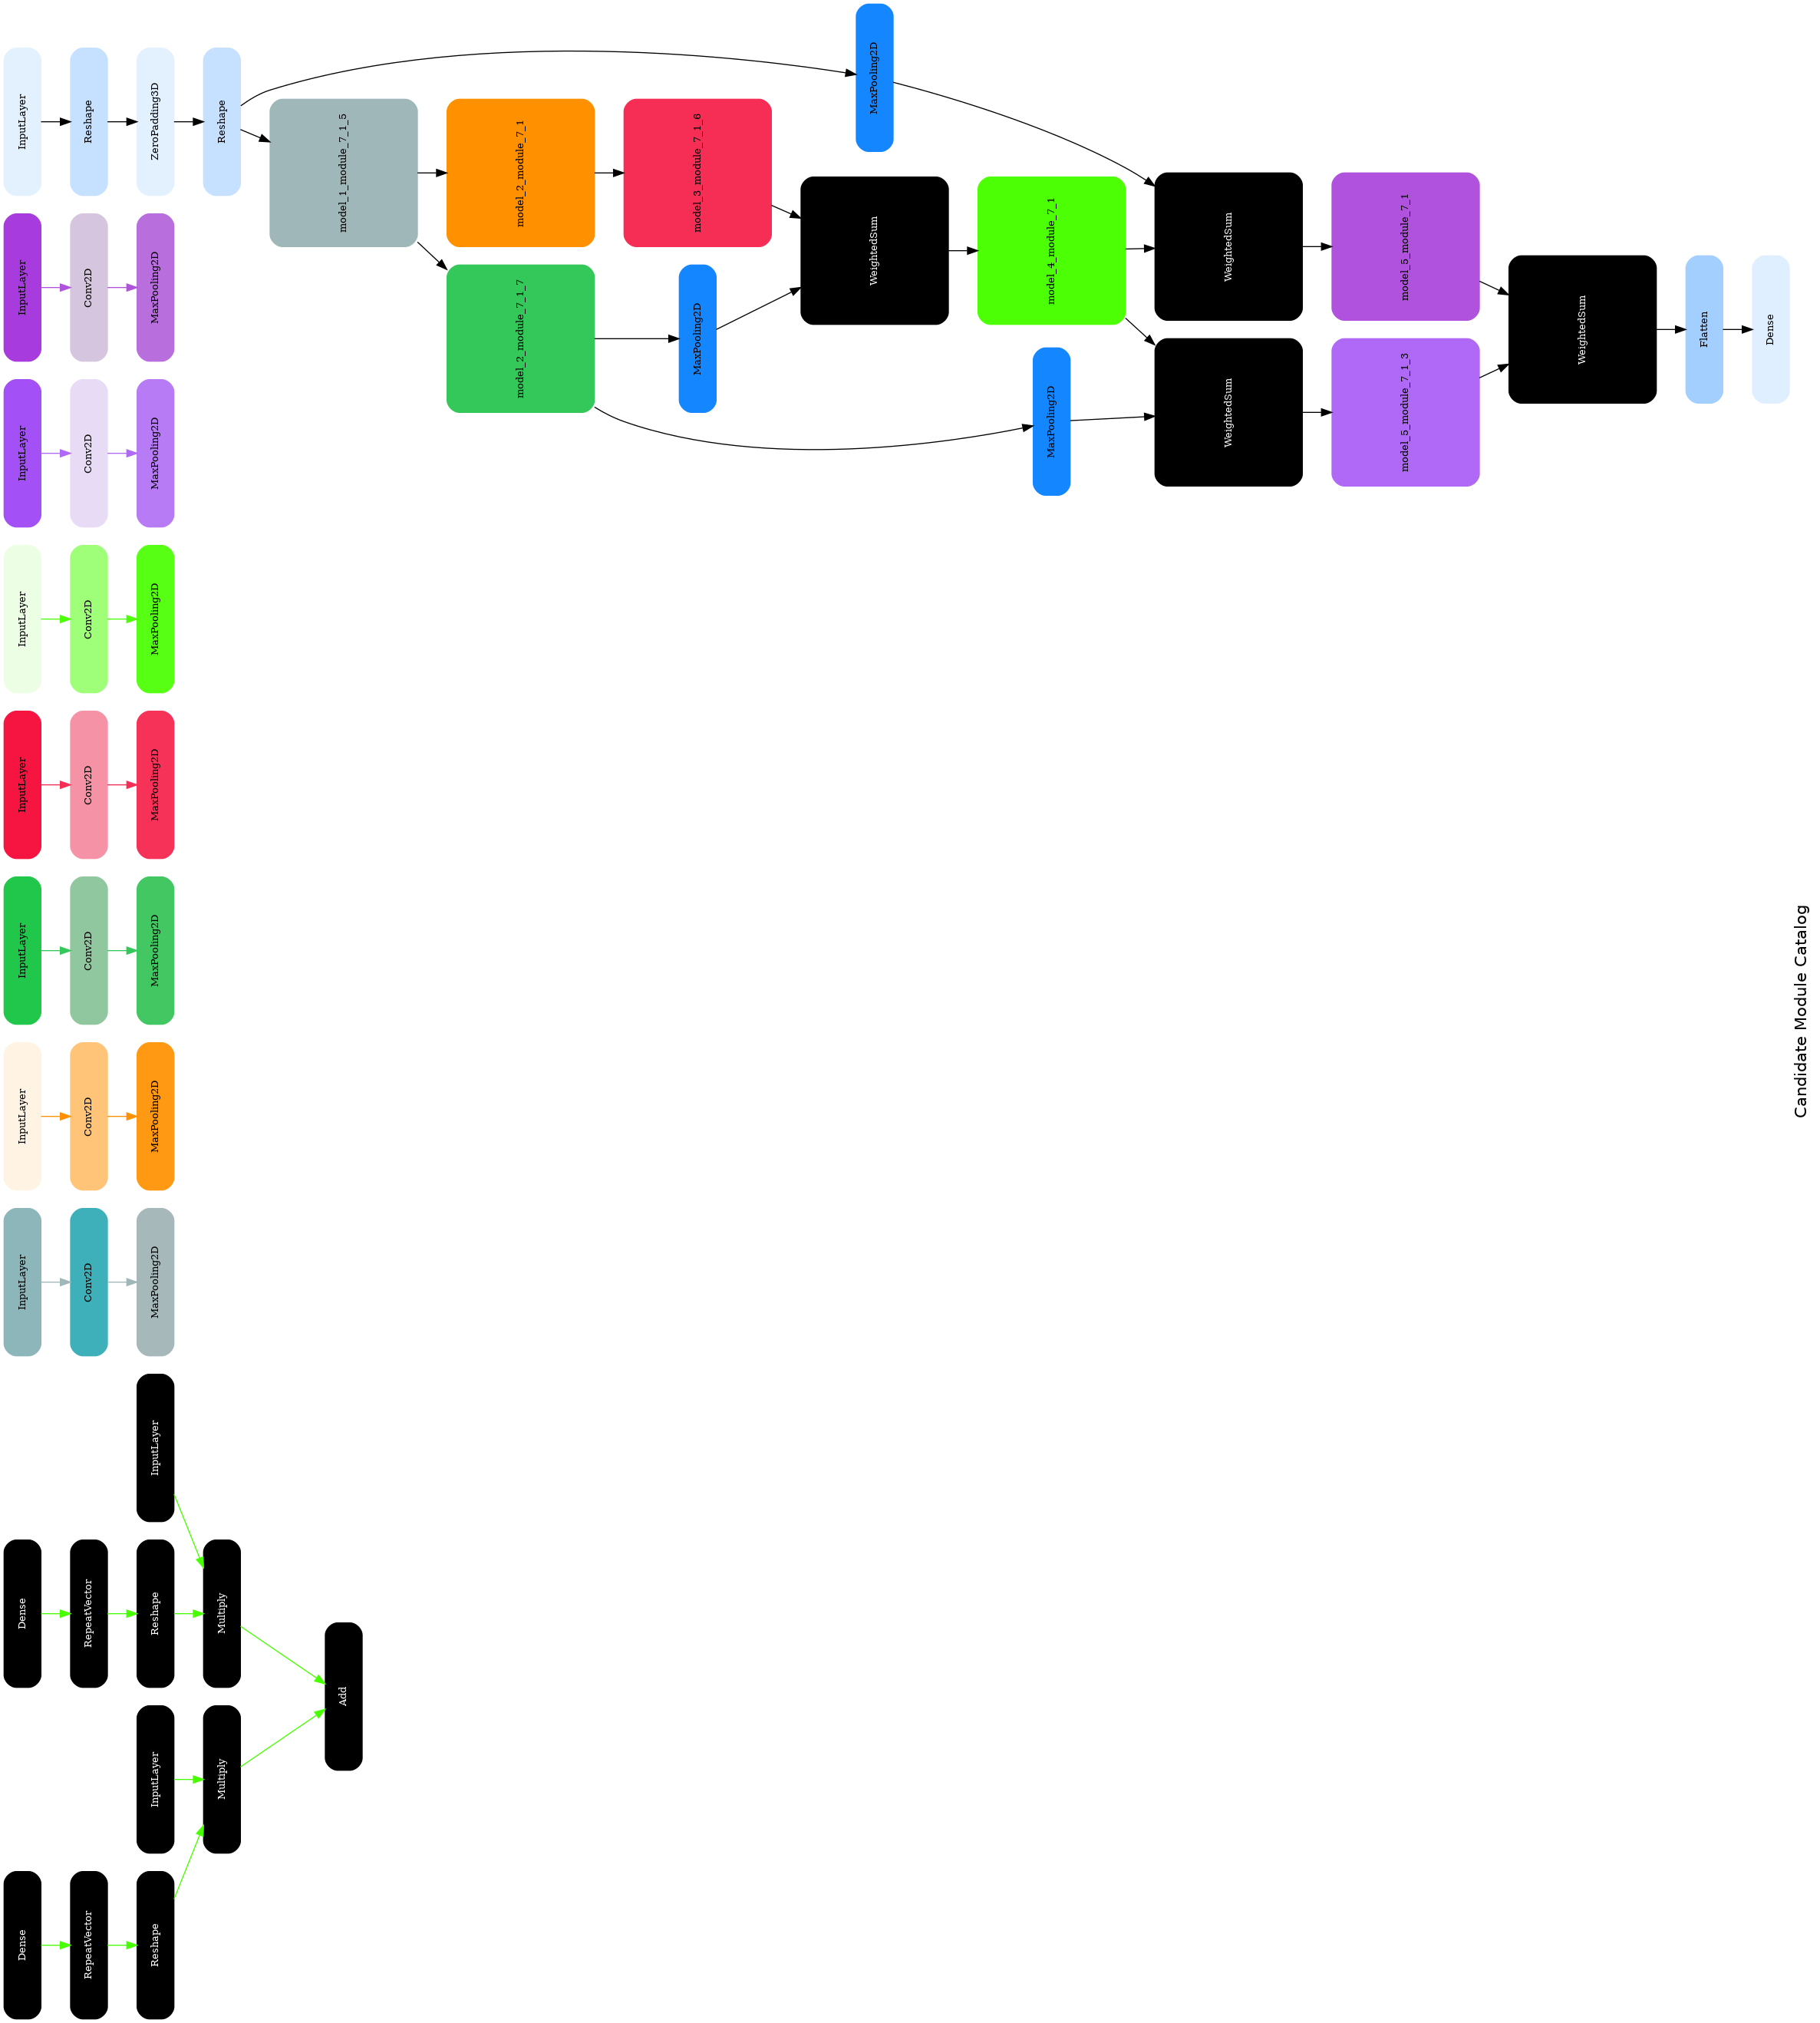 InputLayer
Reshape
ZeroPadding3D
Reshape
model_1_module_7_1_5
model_2_module_7_1
model_3_module_7_1_6
MaxPooling2D
model_2_module_7_1_7
MaxPooling2D
WeightedSum
model_4_module_7_1
MaxPooling2D
WeightedSum
model_5_module_7_1
WeightedSum
model_5_module_7_1_3
WeightedSum
Flatten
Dense
InputLayer
Conv2D
MaxPooling2D
InputLayer
Conv2D
MaxPooling2D
InputLayer
Conv2D
MaxPooling2D
InputLayer
Conv2D
MaxPooling2D
InputLayer
Conv2D
MaxPooling2D
InputLayer
Conv2D
MaxPooling2D
InputLayer
Conv2D
MaxPooling2D
InputLayer
Dense
RepeatVector
Reshape
Multiply
Add
InputLayer
Multiply
Dense
RepeatVector
Reshape
Candidate Module Catalog